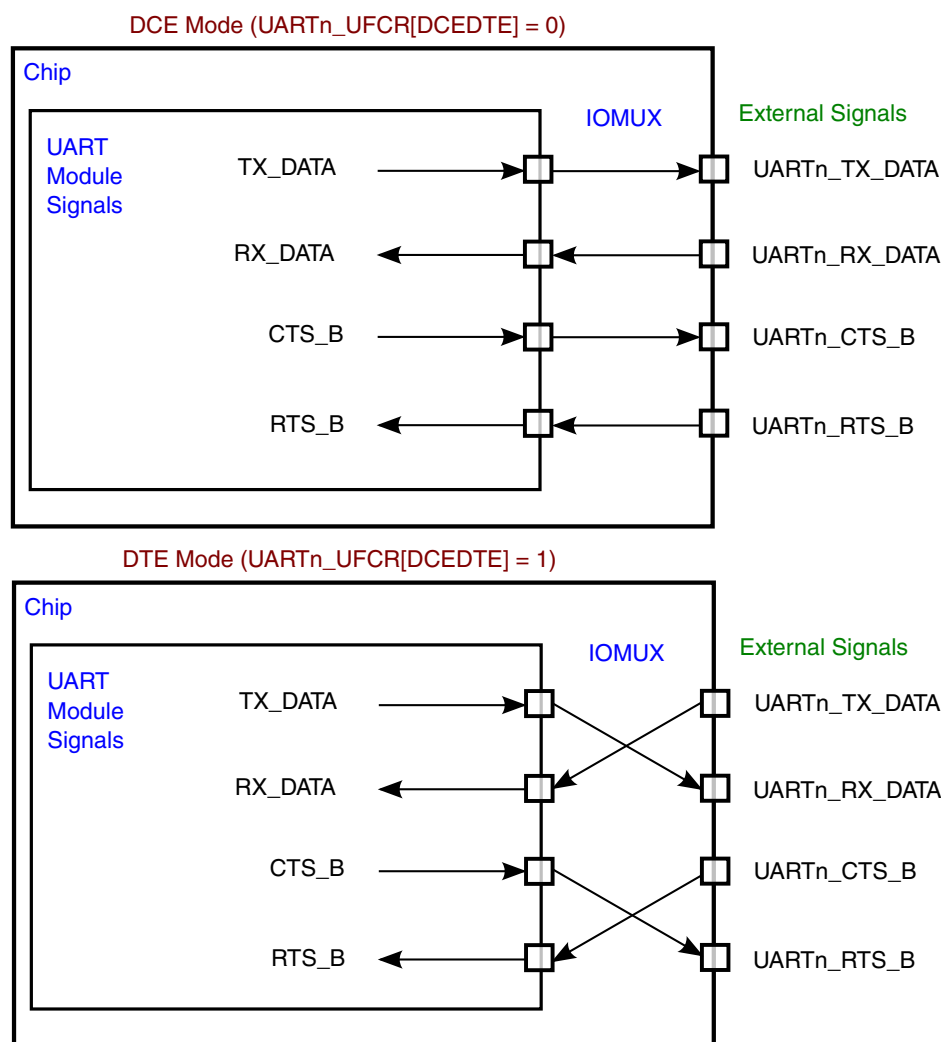 DCE Mode (UARTn_UFCR[DCEDTE] = 0)
Chip
IOMUX
External Signals
UART
Module
Signals
TX_DATA
UARTn_TX_DATA
RX_DATA
UARTn_RX_DATA
CTS_B
UARTn_CTS_B
RTS_B
UARTn_RTS_B
DTE Mode (UARTn_UFCR[DCEDTE] = 1)
Chip
IOMUX
External Signals
UART
Module
Signals
TX_DATA
UARTn_TX_DATA
RX_DATA
UARTn_RX_DATA
CTS_B
UARTn_CTS_B
RTS_B
UARTn_RTS_B